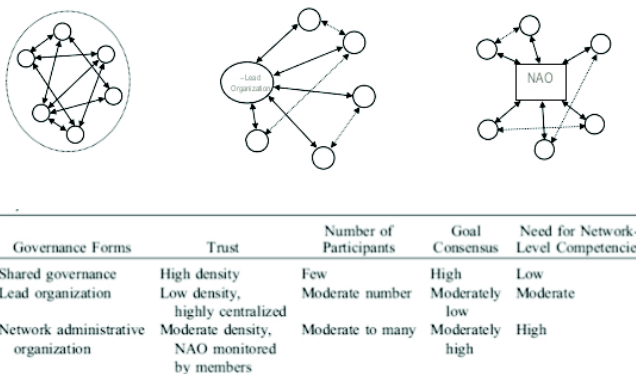 -Lead
Organization
NAO
Governance Forms
Trust
Number of
Participants
Goal
Consensus
Need for Network-
Level Competencie
Shared governance High density Few High Low
Lead organization Low density, Moderate number Moderately Moderate
highly centralized low
Network administrative Moderate density, Moderate to many Moderately High
organization NAO monitored high
by members